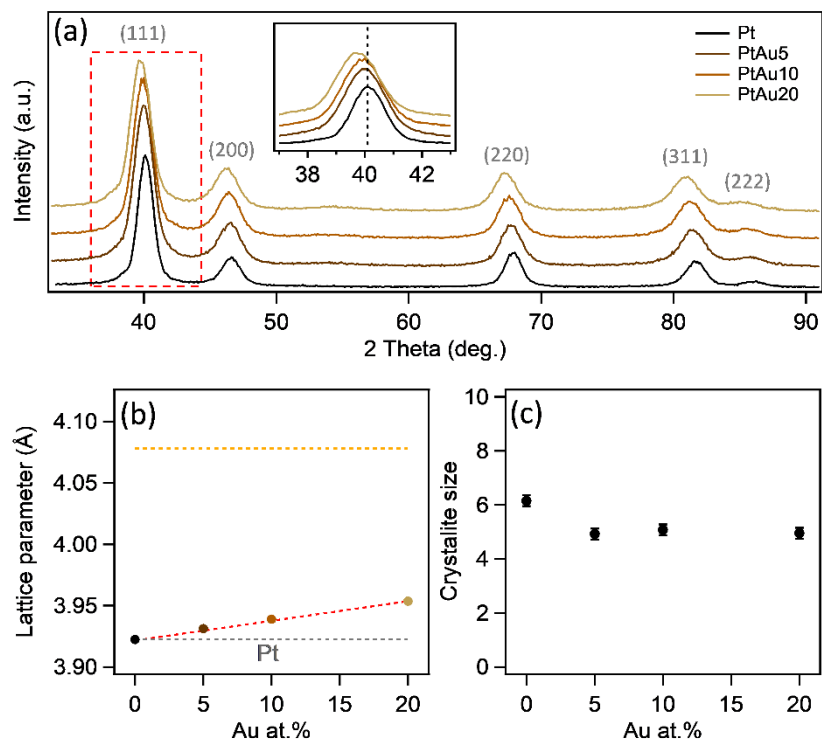 (a)
(111)
(200)
(220)
(311)
(222)
Pt
PtAu5
PtAu10
PtAu20
38 40 42
Intensity (a.u.)
40 50 60 70 80 90
2 Theta (deg.)
(b)
4.10
4.05
4.00
3.95
3.90
Lattice parameter (Å)
Pt
0 5 10 15 20
Au at.%
(c)
10
8
6
4
2
0
Crystalite size
0 5 10 15 20
Au at.%